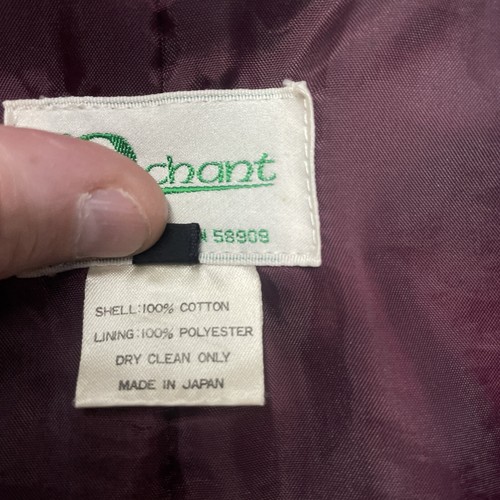 chant
N 58909
SHELL:100% COTTON
LINING:100% POLYESTER
DRY CLEAN ONLY
MADE IN JAPAN